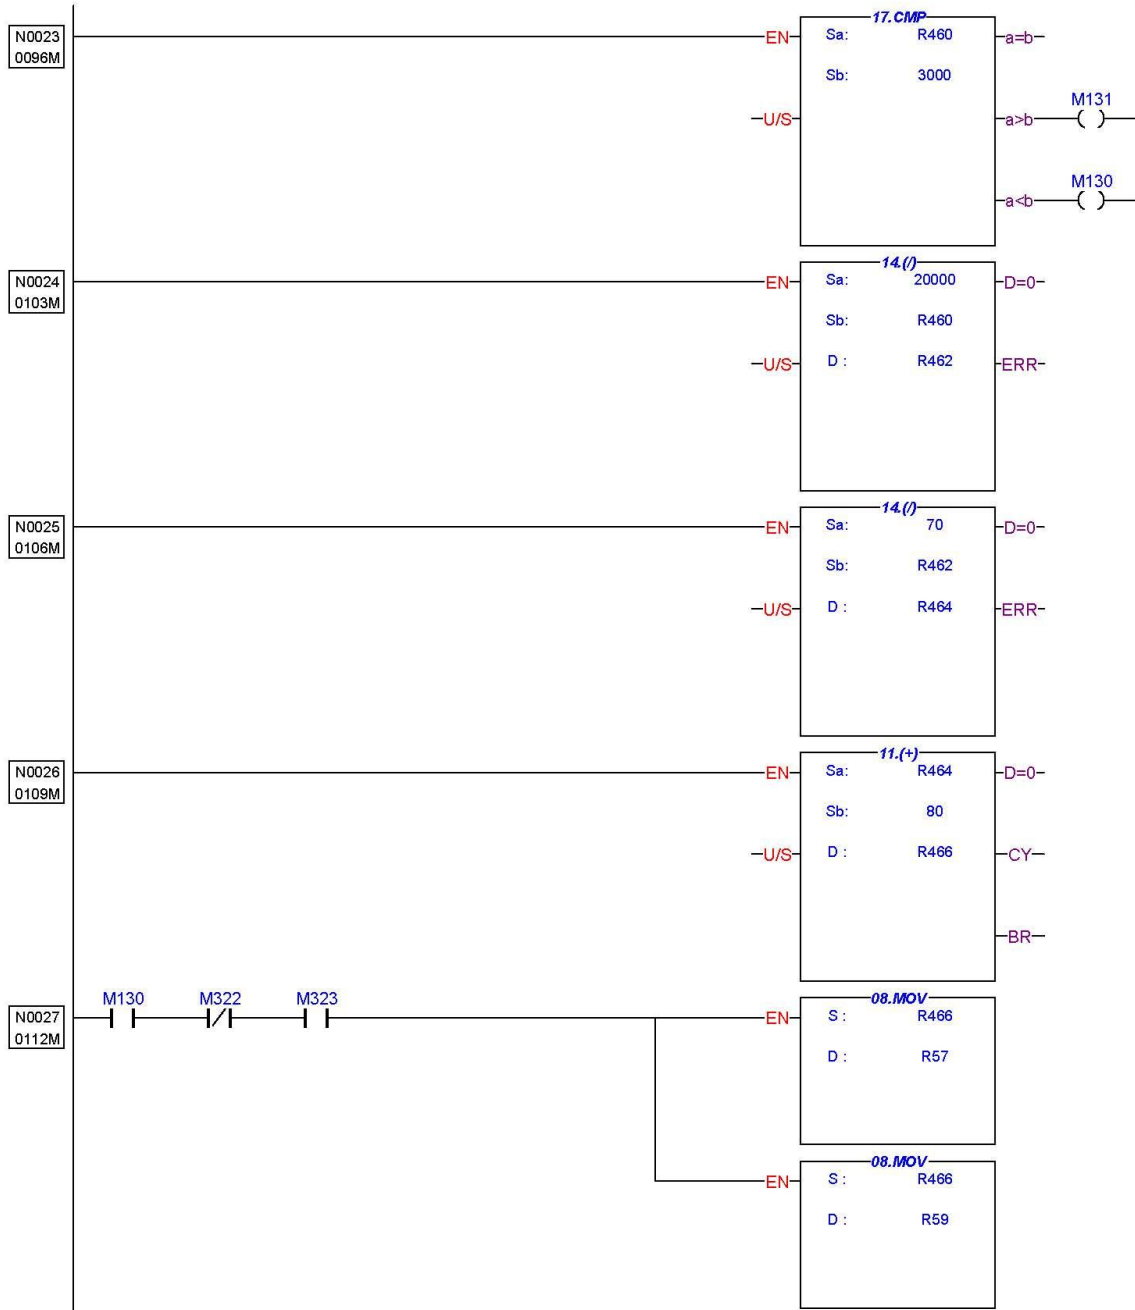 17.CMP
N0023
0096M
EN
Sa: R460
a=b
Sb: 3000
U/S
a>b
M131
a<b
M130
14.(/)
N0024
0103M
EN
Sa: 20000
D=0
Sb: R460
U/S
D : R462
ERR
14.(/)
N0025
0106M
EN
Sa: 70
D=0
Sb: R462
U/S
D : R464
ERR
11.(+)
N0026
0109M
EN
Sa: R464
D=0
Sb: 80
U/S
D : R466
CY
BR
M130 M322 M323
08.MOV
N0027
0112M
EN
S : R466
D : R57
08.MOV
EN
S : R466
D : R59